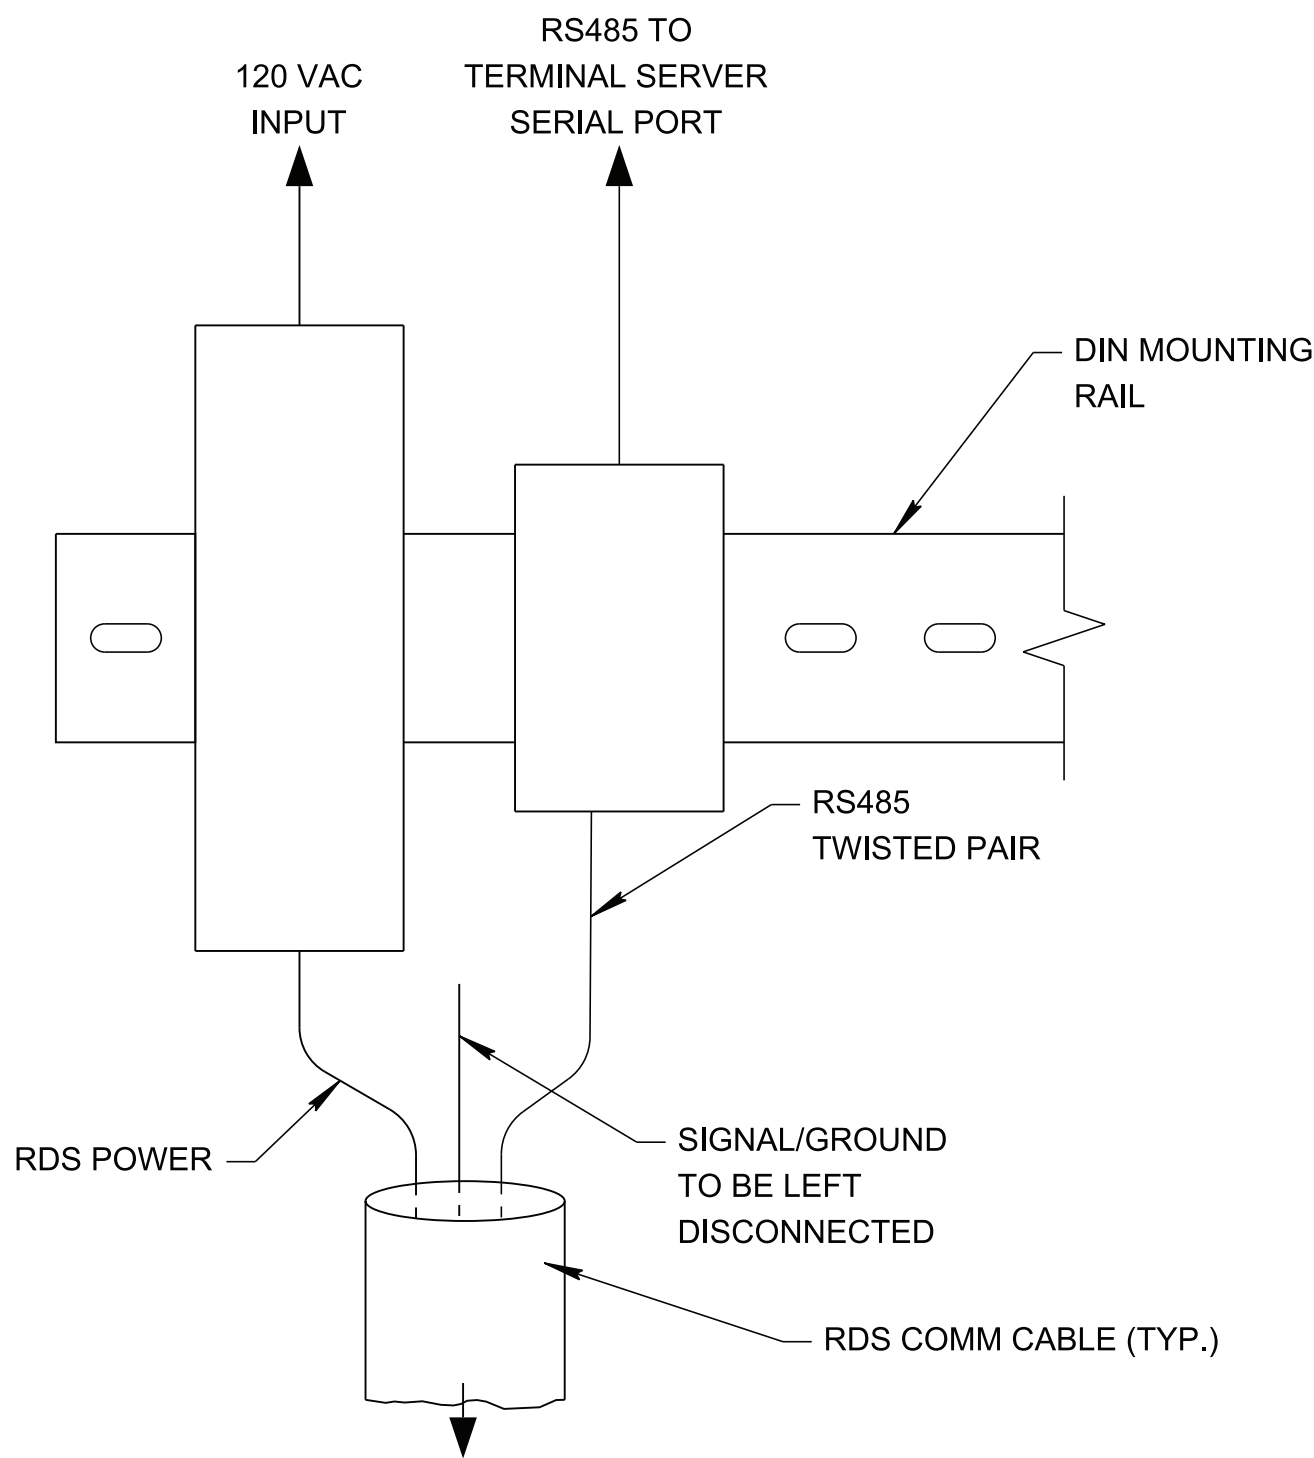 RS485 TO
TERMINAL SERVER
SERIAL PORT
120 VAC
INPUT
DIN MOUNTING
RAIL
RS485
TWISTED PAIR
SIGNAL/GROUND
TO BE LEFT
DISCONNECTED
RDS POWER
RDS COMM CABLE (TYP.)